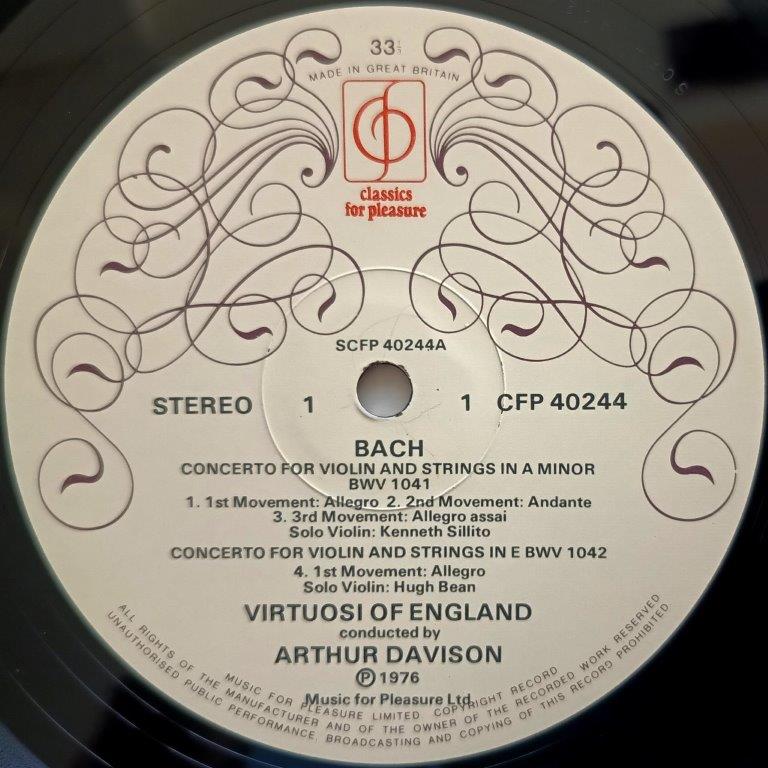 33 1/3
MADE IN GREAT BRITAIN
classics
for pleasure
SCFP 40244A
STEREO 1 1 CFP 40244
BACH
CONCERTO FOR VIOLIN AND STRINGS IN A MINOR
BWV 1041
1. 1st Movement: Allegro 2. 2nd Movement: Andante
3. 3rd Movement: Allegro assai
Solo Violin: Kenneth Sillito
CONCERTO FOR VIOLIN AND STRINGS IN E BWV 1042
4. 1st Movement: Allegro
Solo Violin: Hugh Bean
VIRTUOSI OF ENGLAND
conducted by
ARTHUR DAVISON
Ⓟ 1976
Music for Pleasure Ltd.
MUSIC FOR PLEASURE LIMITED. COPYRIGHT RECORD
ALL RIGHTS OF THE MANUFACTURER AND OF THE OWNER OF THE RECORDED WORK RESERVED
UNAUTHORISED PUBLIC PERFORMANCE, BROADCASTING AND COPYING OF THIS RECORD PROHIBITED.